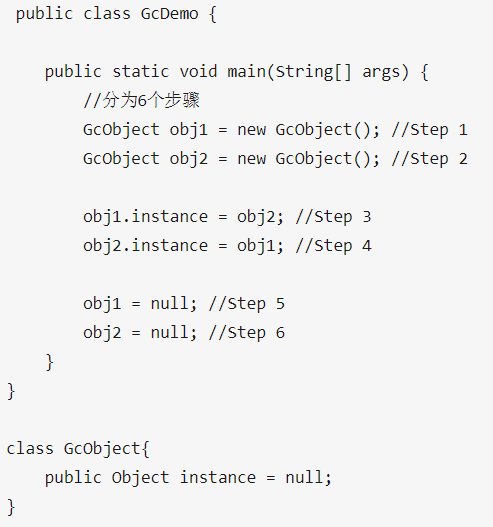 public class GcDemo {
    public static void main(String[] args) {
        //分为6个步骤
        GcObject obj1 = new GcObject(); //Step 1
        GcObject obj2 = new GcObject(); //Step 2
        obj1.instance = obj2; //Step 3
        obj2.instance = obj1; //Step 4
        obj1 = null; //Step 5
        obj2 = null; //Step 6
    }
}
class GcObject{
    public Object instance = null;
}